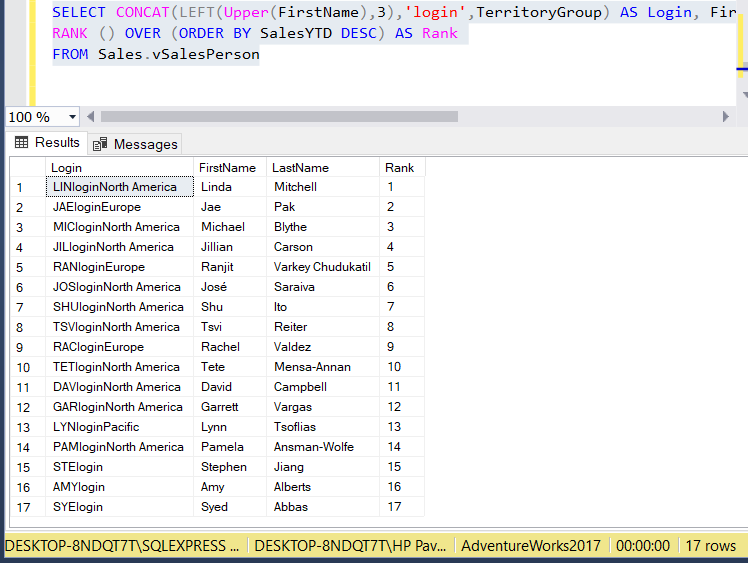 SELECT CONCAT(LEFT(Upper(FirstName),3),'login',TerritoryGroup) AS Login, Fir
RANK () OVER (ORDER BY SalesYTD DESC) AS Rank
FROM Sales.vSalesPerson
100 %
Results Messages
Login FirstName LastName Rank
1 LINloginNorth America Linda Mitchell 1
2 JAEloginEurope Jae Pak 2
3 MICloginNorth America Michael Blythe 3
4 JILloginNorth America Jillian Carson 4
5 RANloginEurope Ranjit Varkey Chudukatil 5
6 JOSloginNorth America José Saraiva 6
7 SHUloginNorth America Shu Ito 7
8 TSVloginNorth America Tsvi Reiter 8
9 RACloginEurope Rachel Valdez 9
10 TETloginNorth America Tete Mensa-Annan 10
11 DAVloginNorth America David Campbell 11
12 GARloginNorth America Garrett Vargas 12
13 LYNloginPacific Lynn Tsoflias 13
14 PAMloginNorth America Pamela Ansman-Wolfe 14
15 STElogin Stephen Jiang 15
16 AMYlogin Amy Alberts 16
17 SYElogin Syed Abbas 17
DESKTOP-8NDQT7T\SQLEXPRESS ... DESKTOP-8NDQT7T\HP Pav... AdventureWorks2017 00:00:00 17 rows